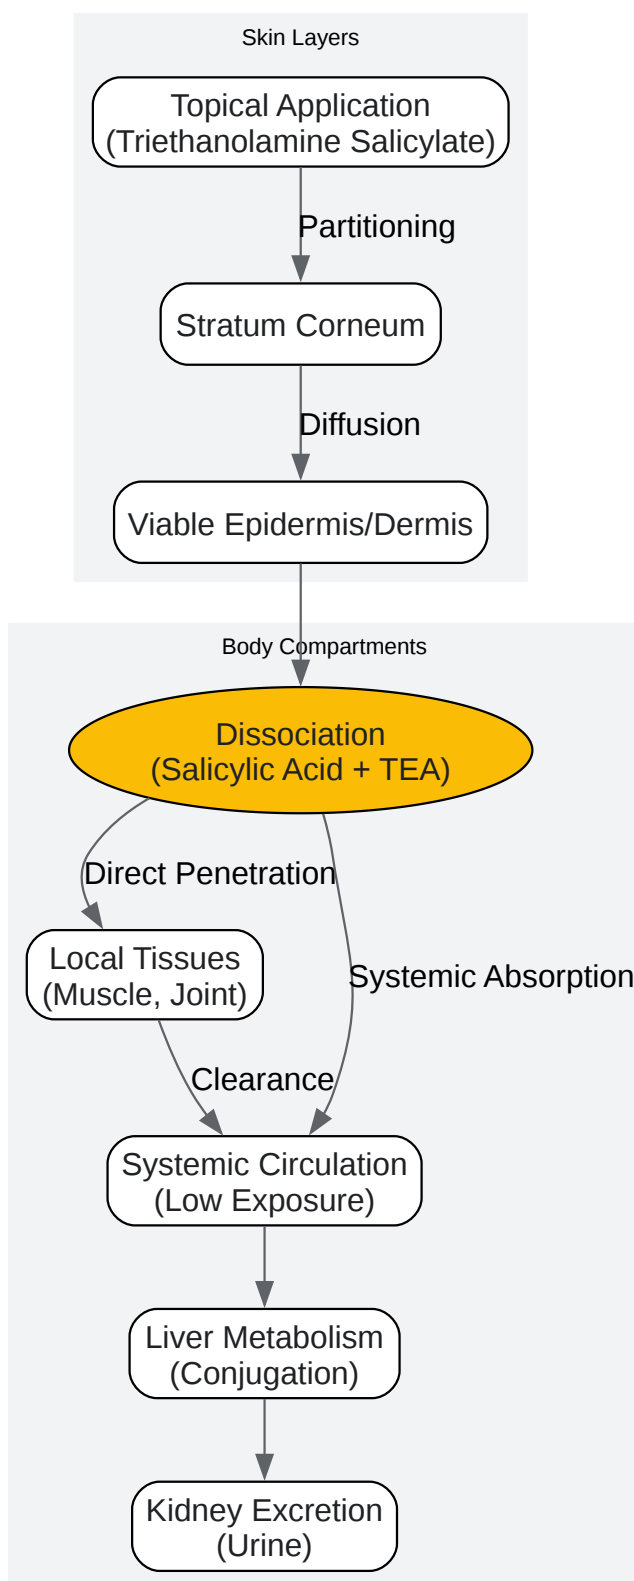 Skin Layers
Topical Application
(Triethanolamine Salicylate)
Partitioning
Stratum Corneum
Diffusion
Viable Epidermis/Dermis
Body Compartments
Dissociation
(Salicylic Acid + TEA)
Direct Penetration
Local Tissues
(Muscle, Joint)
Systemic Absorption
Clearance
Systemic Circulation
(Low Exposure)
Liver Metabolism
(Conjugation)
Kidney Excretion
(Urine)